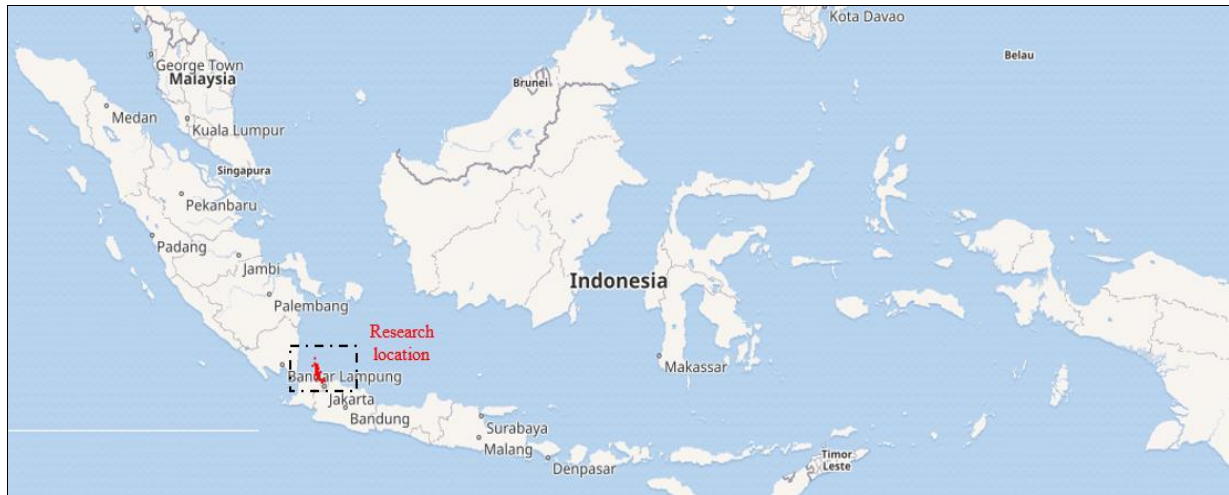 Kota Davao
Belau
George Town
Malaysia
Brunei
Medan
Kuala Lumpur
Singapura
Pekanbaru
Padang
Jambi
Indonesia
Palembang
Research
location
Bandar Lampung
Makassar
Jakarta
Bandung
Surabaya
Malang
Denpasar
Timor
Leste